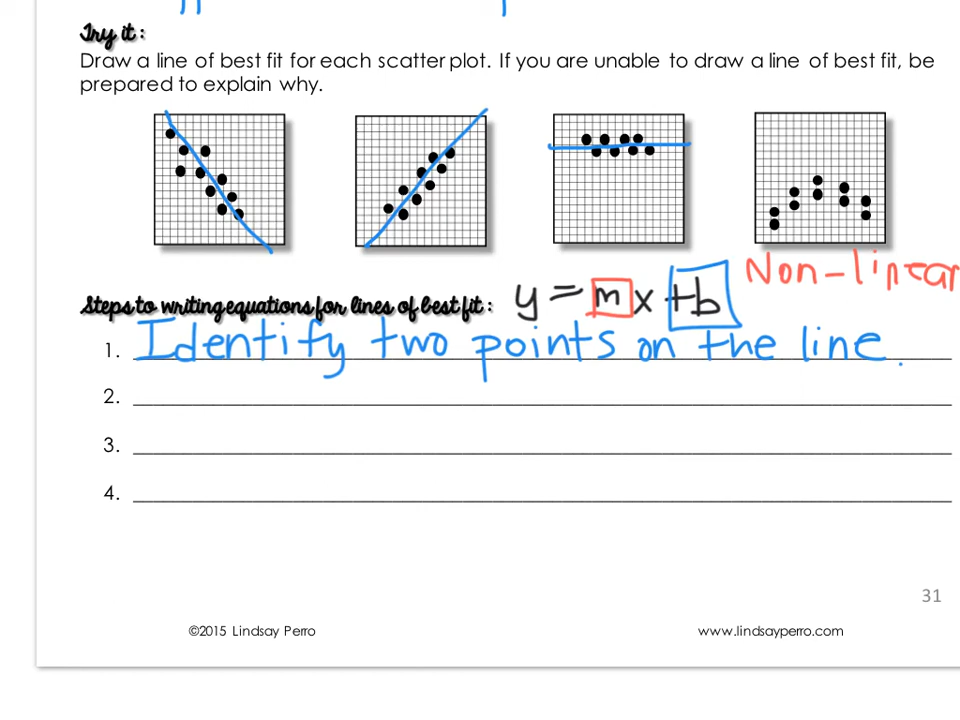 Try it:
Draw a line of best fit for each scatter plot. If you are unable to draw a line of best fit, be
prepared to explain why.
Non-linear
Steps to writing equations for lines of best fit: y = mx +b
1. Identify two points on the line.
2.
3.
4.
31
©2015 Lindsay Perro
www.lindsayperro.com